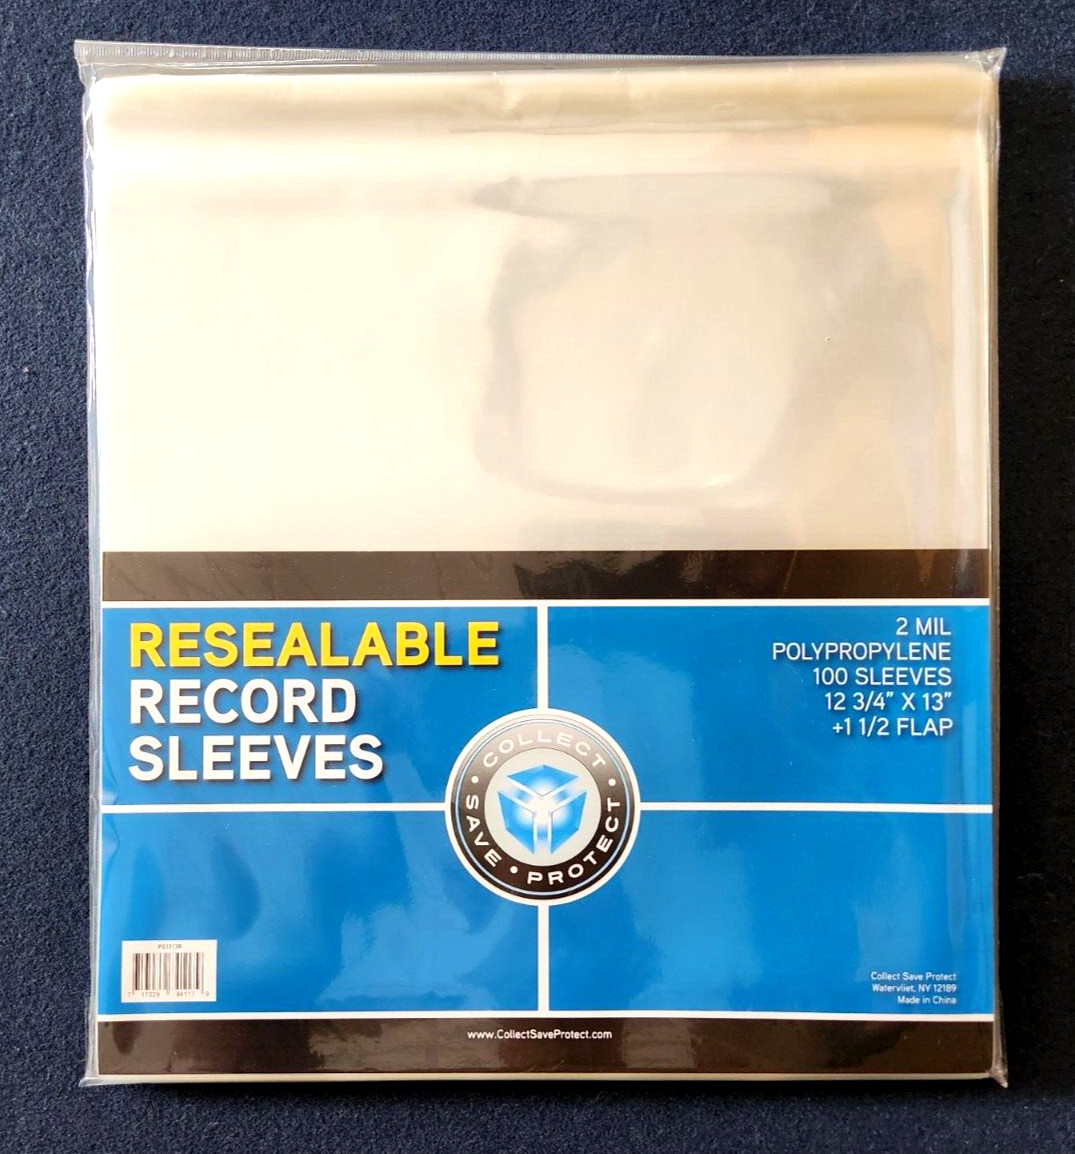 RESEALABLE
RECORD
SLEEVES
2 MIL
POLYPROPYLENE
100 SLEEVES
12 3/4” X 13”
+1 1/2 FLAP
COLLECT • PROTECT • SAVE •
Collect Save Protect
Watervliet, NY 12189
Made in China
www.CollectSaveProtect.com